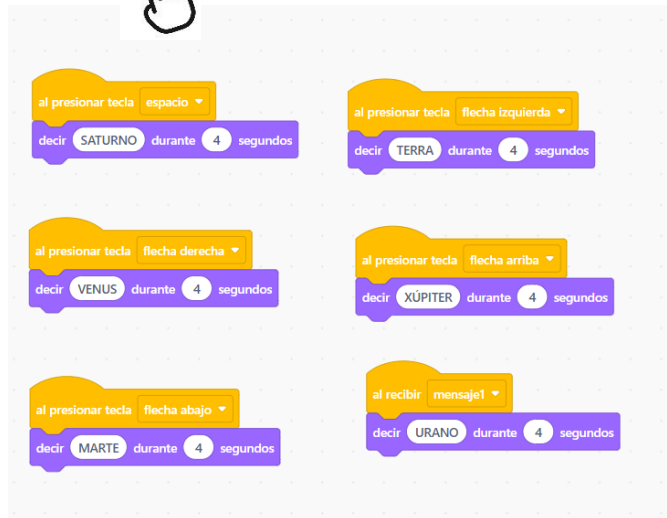 al presionar tecla espacio
decir SATURNO durante 4 segundos
al presionar tecla flecha izquierda
decir TERRA durante 4 segundos
al presionar tecla flecha derecha
decir VENUS durante 4 segundos
al presionar tecla flecha arriba
decir XÚPITER durante 4 segundos
al presionar tecla flecha abajo
decir MARTE durante 4 segundos
al recibir mensaje1
decir URANO durante 4 segundos